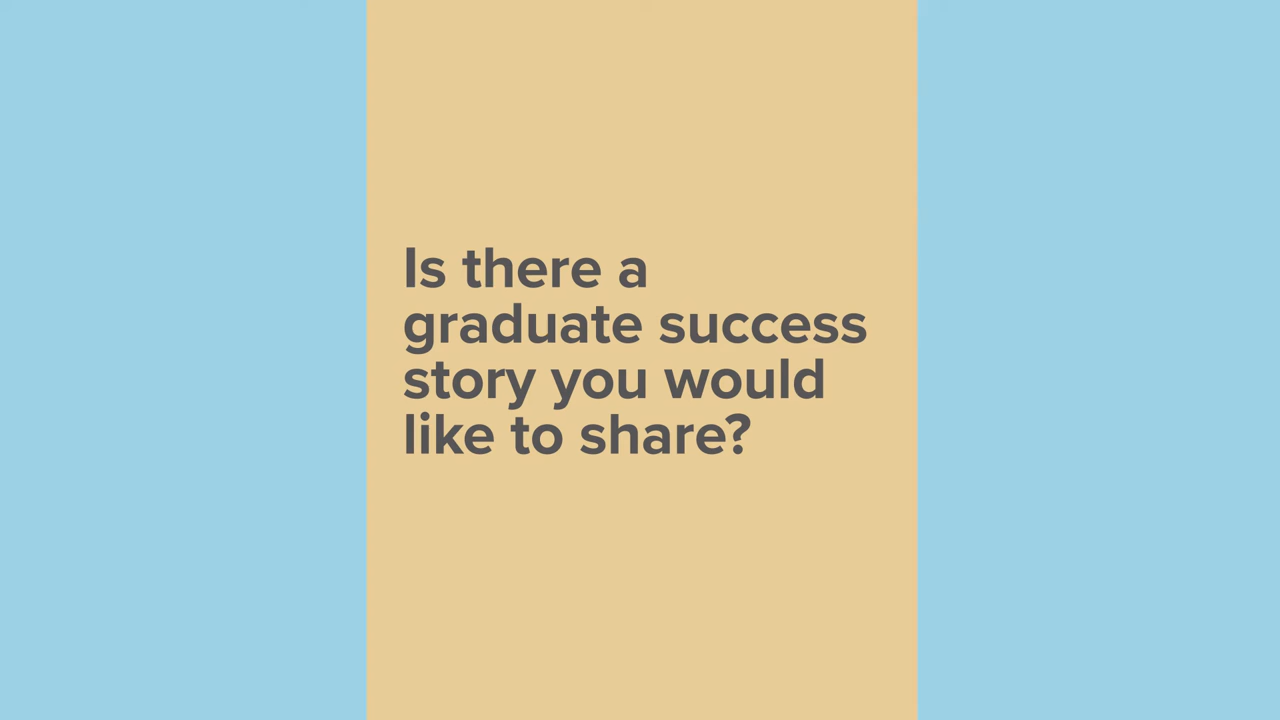 Is there a
graduate success
story you would
like to share?